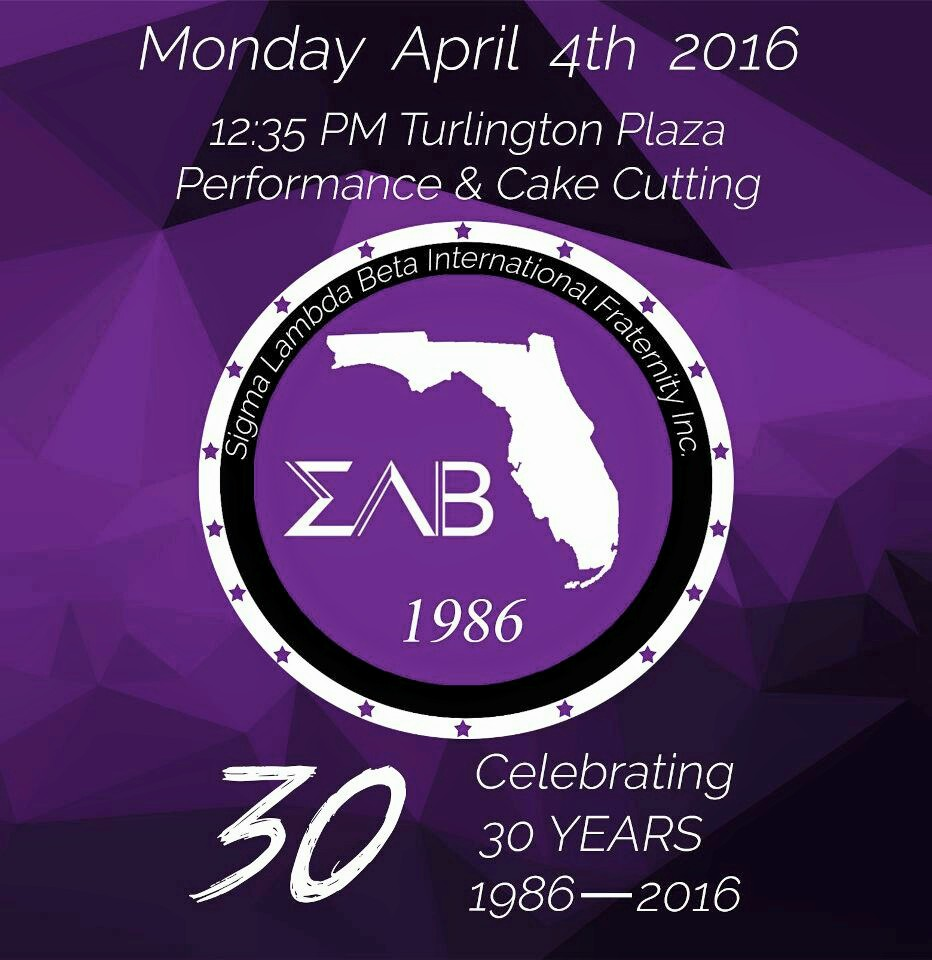 Monday April 4th 2016
12:35 PM Turlington Plaza
Performance & Cake Cutting
Sigma Lambda Beta International Fraternity Inc.
ΣΛΒ
1986
30
Celebrating
30 YEARS
1986—2016